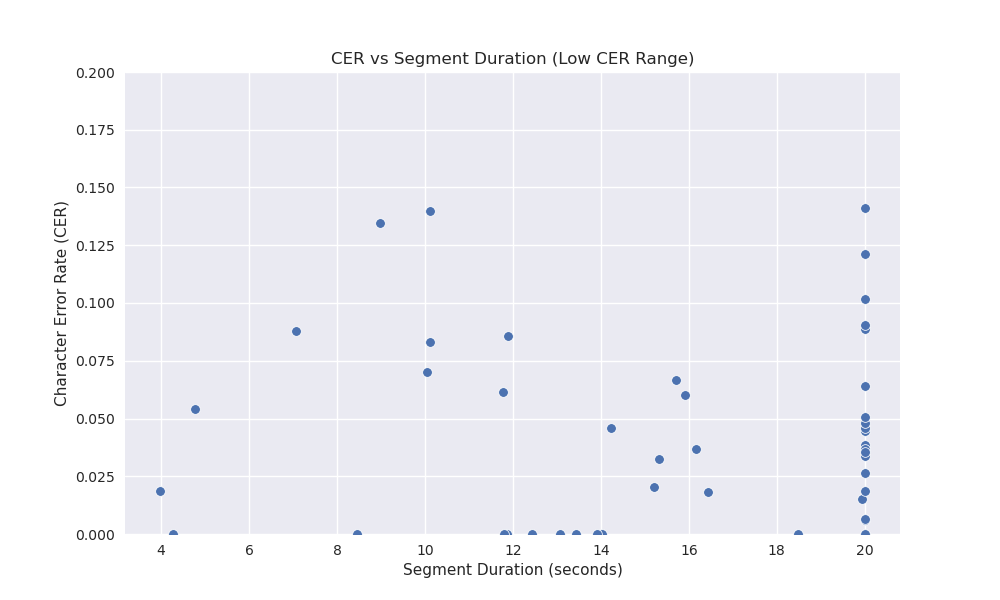 CER vs Segment Duration (Low CER Range)
0.200
0.175
0.150
0.125
0.100
0.075
0.050
0.025
0.000
Character Error Rate (CER)
4 6 8 10 12 14 16 18 20
Segment Duration (seconds)